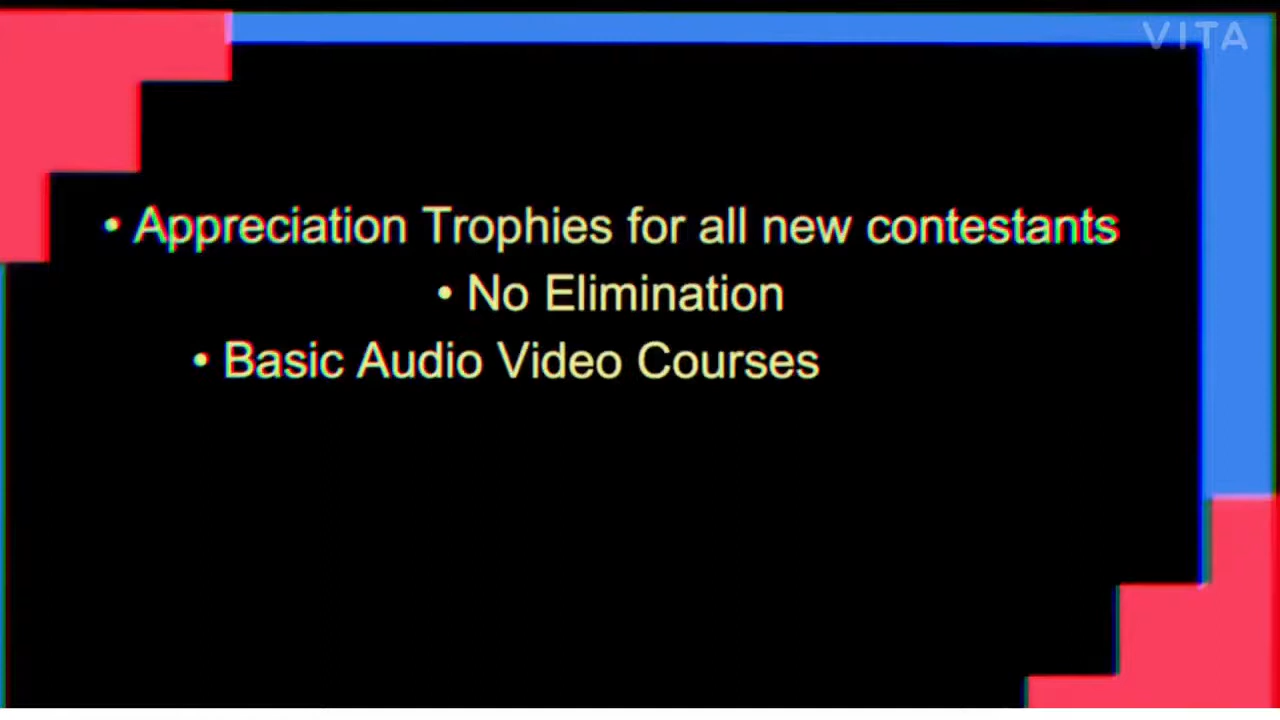 VITA
• Appreciation Trophies for all new contestants
• No Elimination
• Basic Audio Video Courses